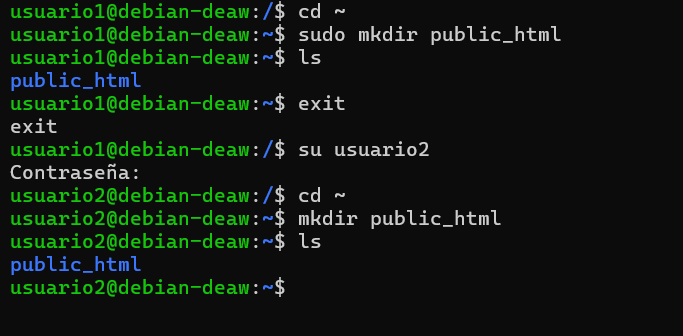 usuario1@debian-deaw:/$ cd ~
usuario1@debian-deaw:~$ sudo mkdir public_html
usuario1@debian-deaw:~$ ls
public_html
usuario1@debian-deaw:~$ exit
exit
usuario1@debian-deaw:/$ su usuario2
Contraseña:
usuario2@debian-deaw:/$ cd ~
usuario2@debian-deaw:~$ mkdir public_html
usuario2@debian-deaw:~$ ls
public_html
usuario2@debian-deaw:~$